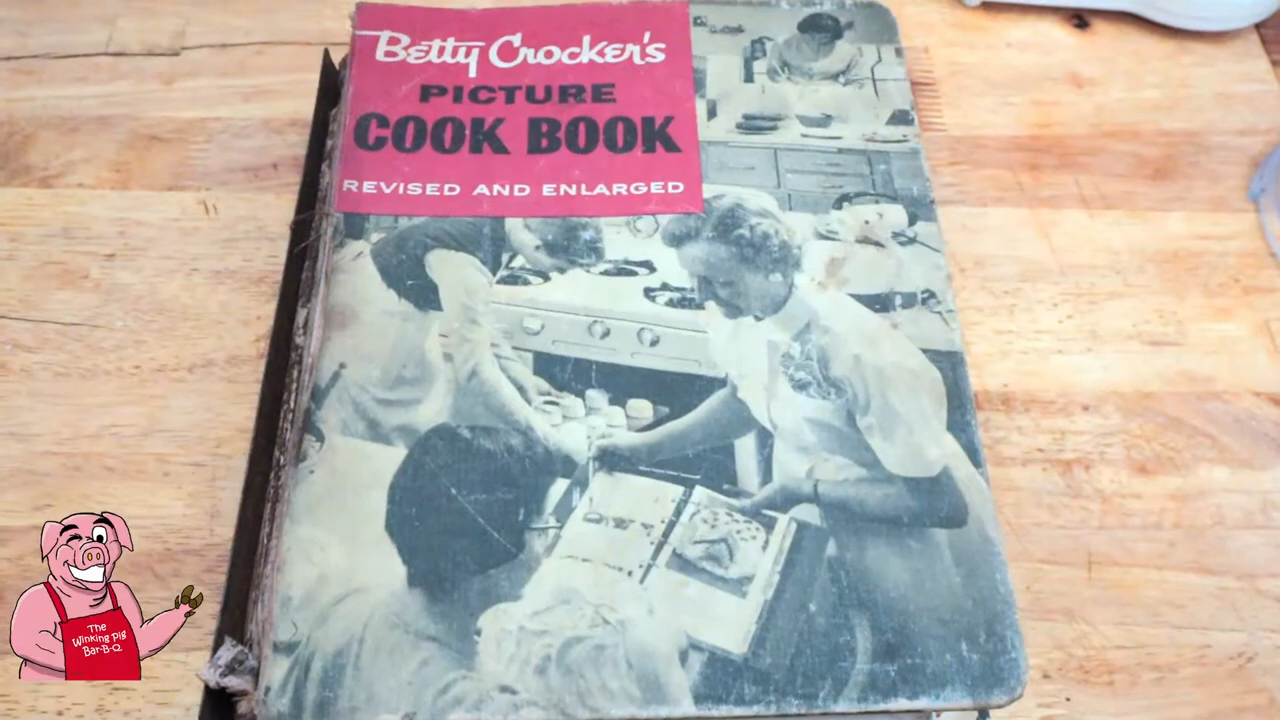 Betty Crocker's
PICTURE
COOK BOOK
REVISED AND ENLARGED
The
Winking Pig
Bar-B-Q